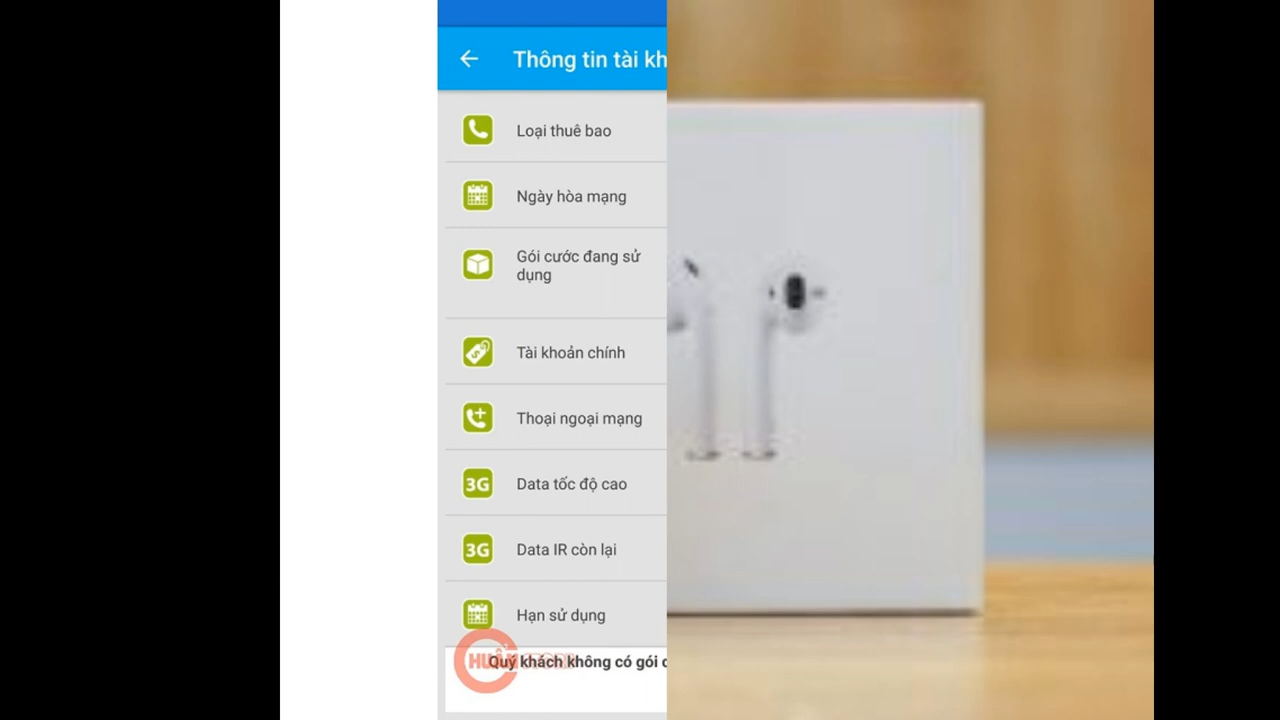 Thông tin tài kh
Loại thuê bao
Ngày hòa mạng
Gói cước đang sử
dụng
Tài khoản chính
Thoại ngoại mạng
3G Data tốc độ cao
3G Data IR còn lại
Hạn sử dụng
Quý khách không có gói c